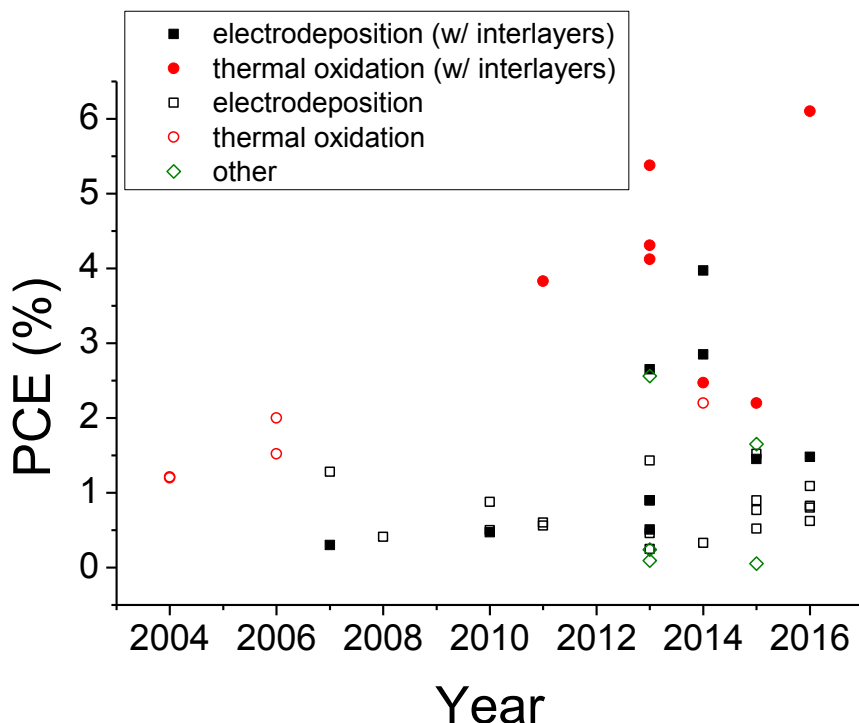 electrodeposition (w/ interlayers)
thermal oxidation (w/ interlayers)
electrodeposition
thermal oxidation
other
6
5
4
3
2
1
0
PCE (%)
2004 2006 2008 2010 2012 2014 2016
Year